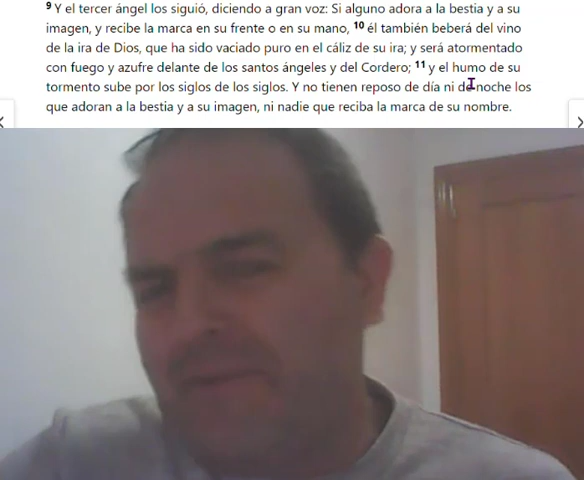 9 Y el tercer ángel los siguió, diciendo a gran voz: Si alguno adora a la bestia y a su
imagen, y recibe la marca en su frente o en su mano, 10 él también beberá del vino
de la ira de Dios, que ha sido vaciado puro en el cáliz de su ira; y será atormentado
con fuego y azufre delante de los santos ángeles y del Cordero; 11 y el humo de su
tormento sube por los siglos de los siglos. Y no tienen reposo de día ni de noche los
que adoran a la bestia y a su imagen, ni nadie que reciba la marca de su nombre.